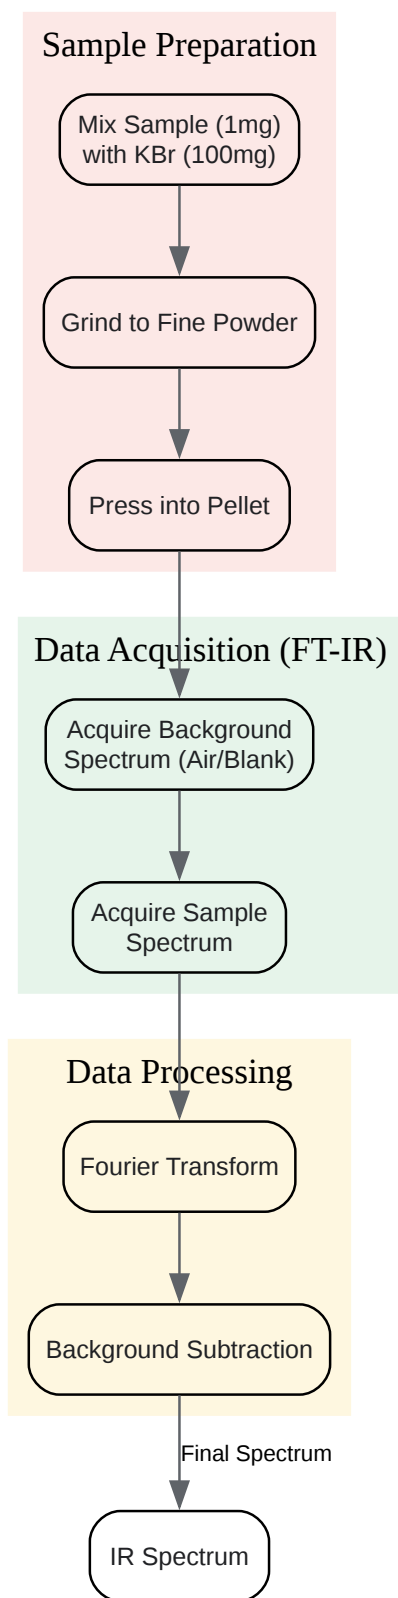 Sample Preparation
Mix Sample (1mg)
with KBr (100mg)
Grind to Fine Powder
Press into Pellet
Data Acquisition (FT-IR)
Acquire Background
Spectrum (Air/Blank)
Acquire Sample
Spectrum
Data Processing
Fourier Transform
Background Subtraction
Final Spectrum
IR Spectrum